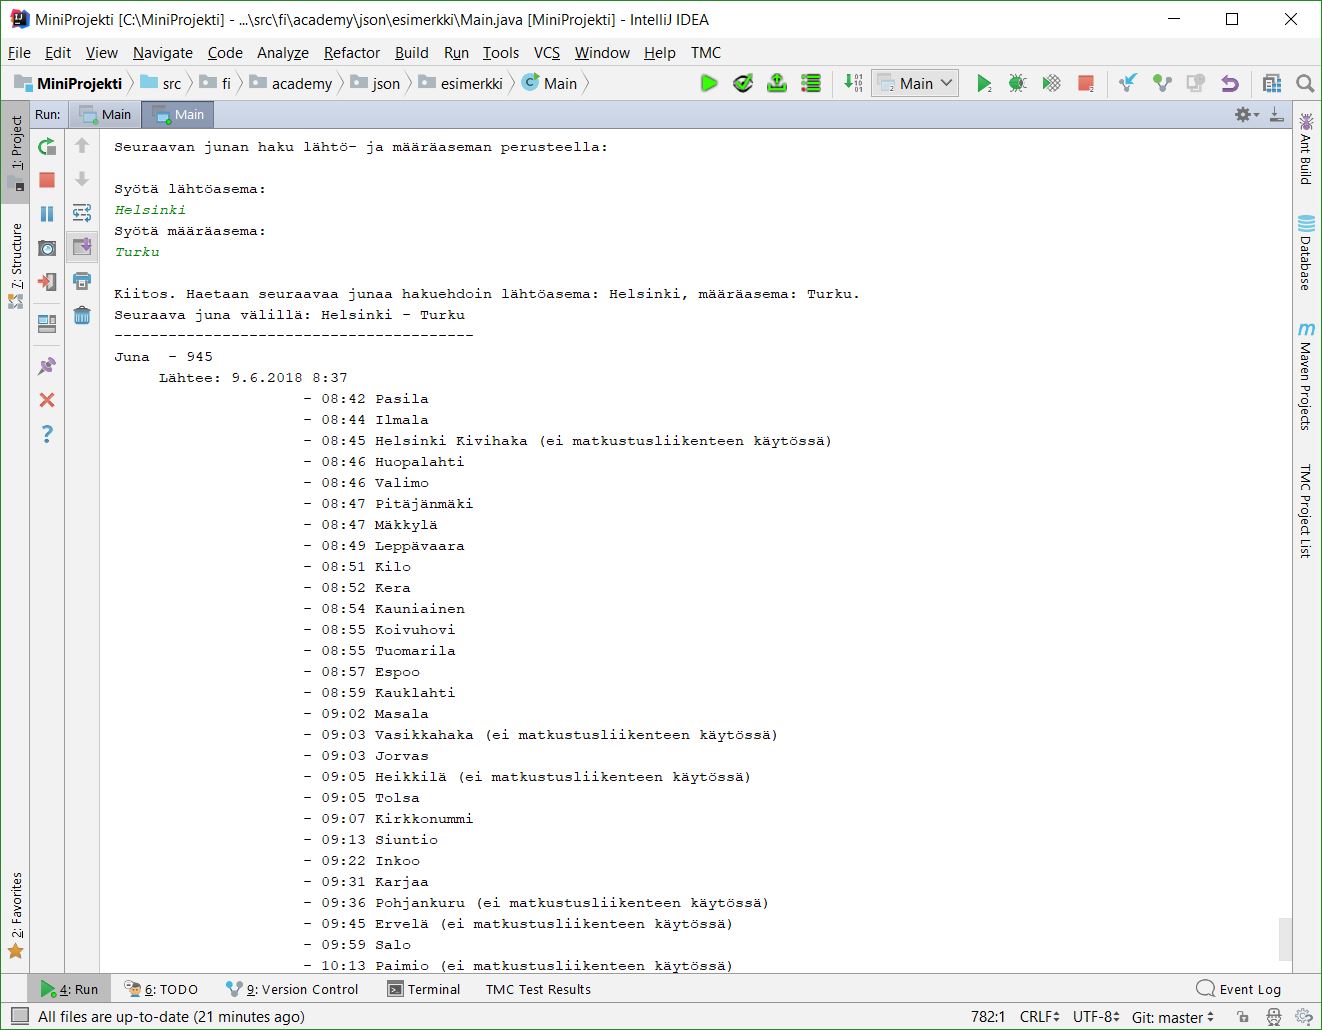 MiniProjekti [C:\MiniProjekti] - ...\src\fi\academy\json\esimerkki\Main.java [MiniProjekti] - IntelliJ IDEA
File Edit View Navigate Code Analyze Refactor Build Run Tools VCS Window Help TMC
MiniProjekti src fi academy json esimerkki Main Main
Run: Main Main
1: Project
7: Structure
2: Favorites
Seuraavan junan haku lähtö- ja määräaseman perusteella:
Syötä lähtöasema:
Helsinki
Syötä määräasema:
Turku
Kiitos. Haetaan seuraavaa junaa hakuehdoin lähtöasema: Helsinki, määräasema: Turku.
Seuraava juna välillä: Helsinki - Turku
----------------------------------------
Juna  - 945
Lähtee: 9.6.2018 8:37
- 08:42 Pasila
- 08:44 Ilmala
- 08:45 Helsinki Kivihaka (ei matkustusliikenteen käytössä)
- 08:46 Huopalahti
- 08:46 Valimo
- 08:47 Pitäjänmäki
- 08:47 Mäkkylä
- 08:49 Leppävaara
- 08:51 Kilo
- 08:52 Kera
- 08:54 Kauniainen
- 08:55 Koivuhovi
- 08:55 Tuomarila
- 08:57 Espoo
- 08:59 Kauklahti
- 09:02 Masala
- 09:03 Vasikkahaka (ei matkustusliikenteen käytössä)
- 09:03 Jorvas
- 09:05 Heikkilä (ei matkustusliikenteen käytössä)
- 09:05 Tolsa
- 09:07 Kirkkonummi
- 09:13 Siuntio
- 09:22 Inkoo
- 09:31 Karjaa
- 09:36 Pohjankuru (ei matkustusliikenteen käytössä)
- 09:45 Ervelä (ei matkustusliikenteen käytössä)
- 09:59 Salo
- 10:13 Paimio (ei matkustusliikenteen käytössä)
Ant Build
Database
Maven Projects
TMC Project List
4: Run 6: TODO 9: Version Control Terminal TMC Test Results Event Log
All files are up-to-date (21 minutes ago) 782:1 CRLF UTF-8 Git: master